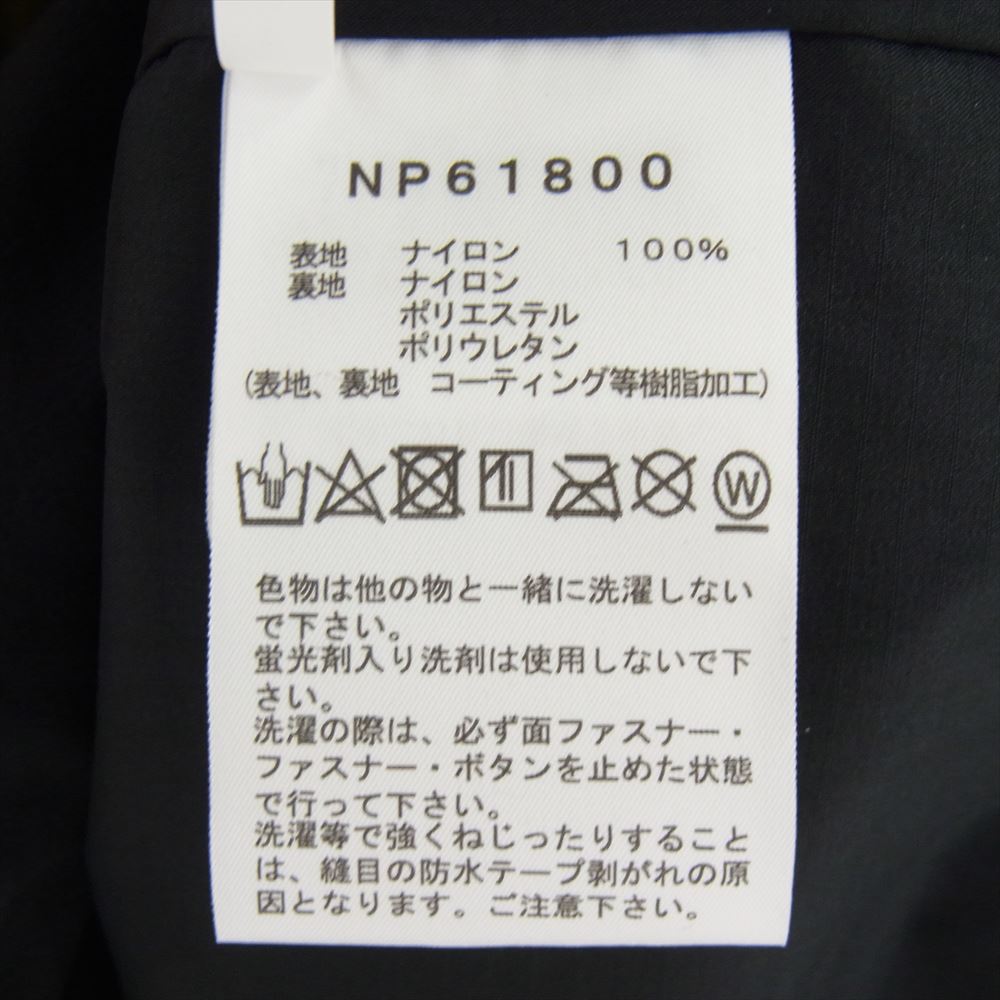 NP61800
表地 ナイロン 100%
裏地 ナイロン
ポリエステル
ポリウレタン
(表地、裏地 コーティング等樹脂加工)
W
色物は他の物と一緒に洗濯しない
で下さい。
蛍光剤入り洗剤は使用しないで下
さい。
洗濯の際は、必ず面ファスナー・
ファスナー・ボタンを止めた状態
で行って下さい。
洗濯等で強くねじったりすること
は、縫目の防水テープ剥がれの原
因となります。ご注意下さい。